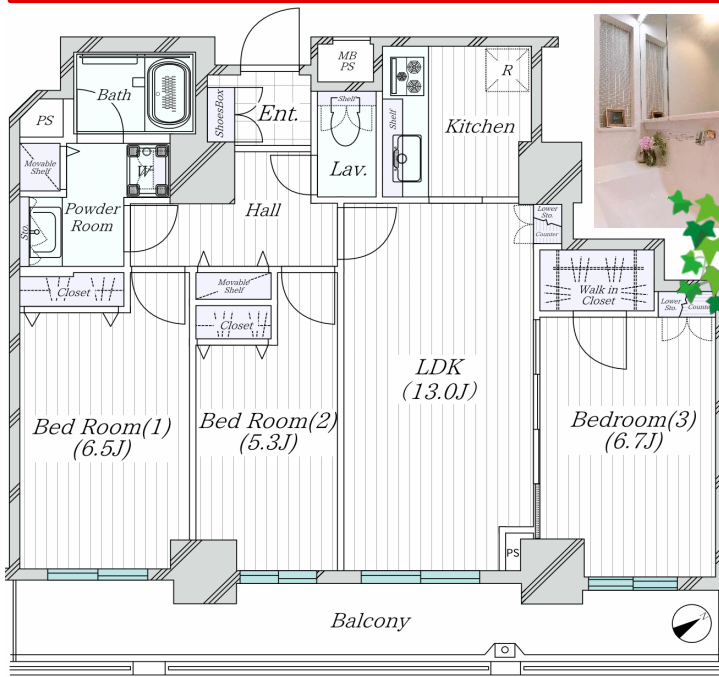 MB
PS
R
Bath
ShoesBox
Ent.
Shelf
Shelf
Kitchen
PS
Movable
Shelf
W
Lav.
Sto.
Powder
Room
Hall
Lower
Sto.
Counter
Closet
Movable
Shelf
Closet
Walk in
Closet
Lower
Sto.
Counter
LDK
(13.0J)
Bed Room(1)
(6.5J)
Bed Room(2)
(5.3J)
Bedroom(3)
(6.7J)
PS
Balcony
N